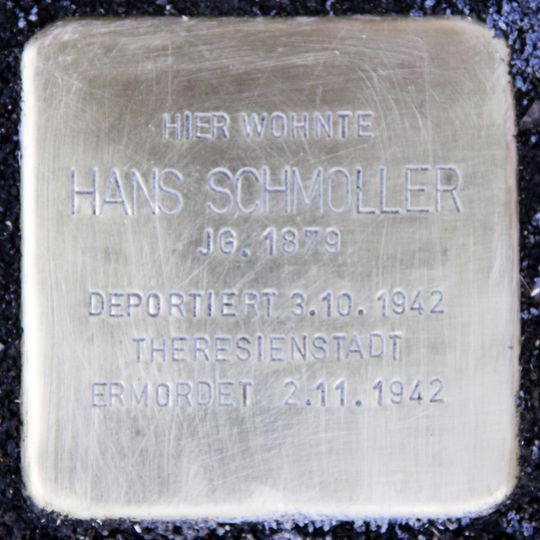 HIER WOHNTE
HANS SCHMOLLER
JG. 1879
DEPORTIERT 3.10.1942
THERESIENSTADT
ERMORDET 2.11.1942